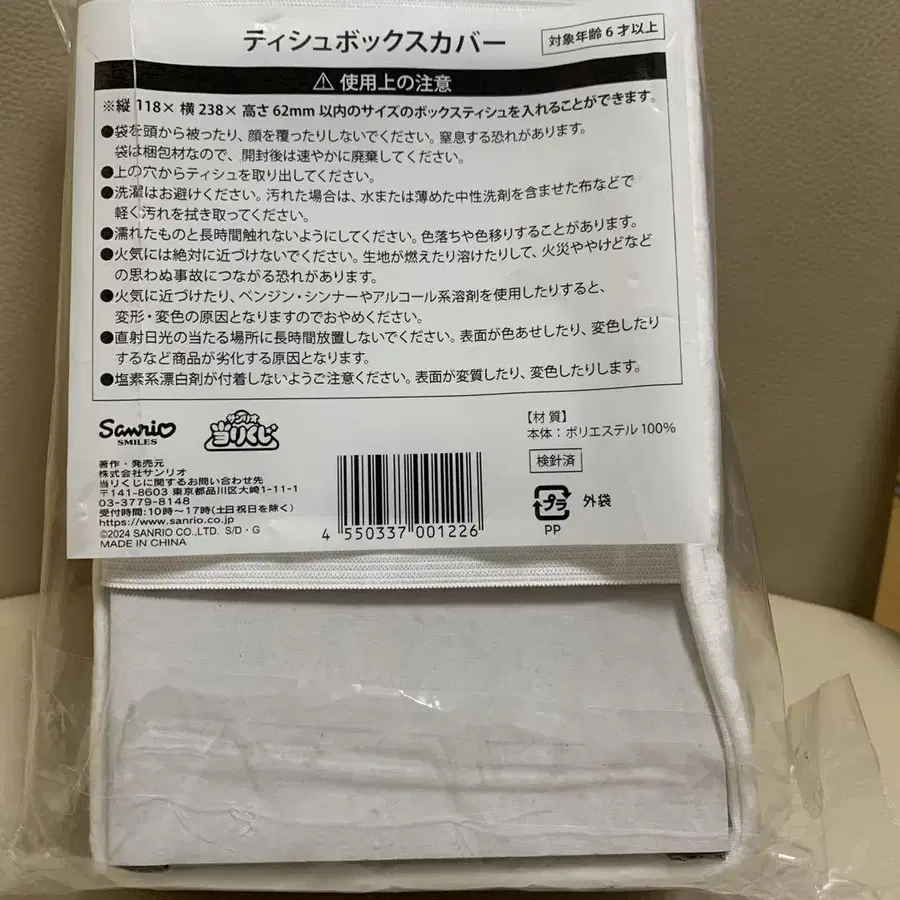 ティシュボックスカバー
対象年齢6才以上
⚠使用上の注意
※縦118×横238×高さ62mm以内のサイズのボックスティシュを入れることができます。
●袋を頭から被ったり、顔を覆ったりしないでください。窒息する恐れがあります。
袋は梱包材なので、開封後は速やかに廃棄してください。
●上の穴からティシュを取り出してください。
●洗濯はお避けください。汚れた場合は、水または薄めた中性洗剤を含ませた布などで
軽く汚れを拭き取ってください。
●濡れたものと長時間触れないようにしてください。色落ちや色移りすることがあります。
●火気には絶対に近づけないでください。生地が燃えたり溶けたりして、火災ややけどなど
の思わぬ事故につながる恐れがあります。
●火気に近づけたり、ベンジン・シンナーやアルコール系溶剤を使用したりすると、
変形・変色の原因となりますのでおやめください。
●直射日光の当たる場所に長時間放置しないでください。表面が色あせしたり、変色したり
するなど商品が劣化する原因となります。
●塩素系漂白剤が付着しないようご注意ください。表面が変質したり、変色したりします。
Sanrio
SMILES
サンリオ
当りくじ
著作・発売元
株式会社サンリオ
当りくじに関するお問い合わせ先
〒141-8603 東京都品川区大崎1-11-1
03-3779-8148
受付時間:10時〜17時(土日祝日を除く)
https://www.sanrio.co.jp
©2024 SANRIO CO.,LTD. S/D・G
MADE IN CHINA
4 550337 001226
【材質】
本体:ポリエステル100%
検針済
プラ 外袋
PP